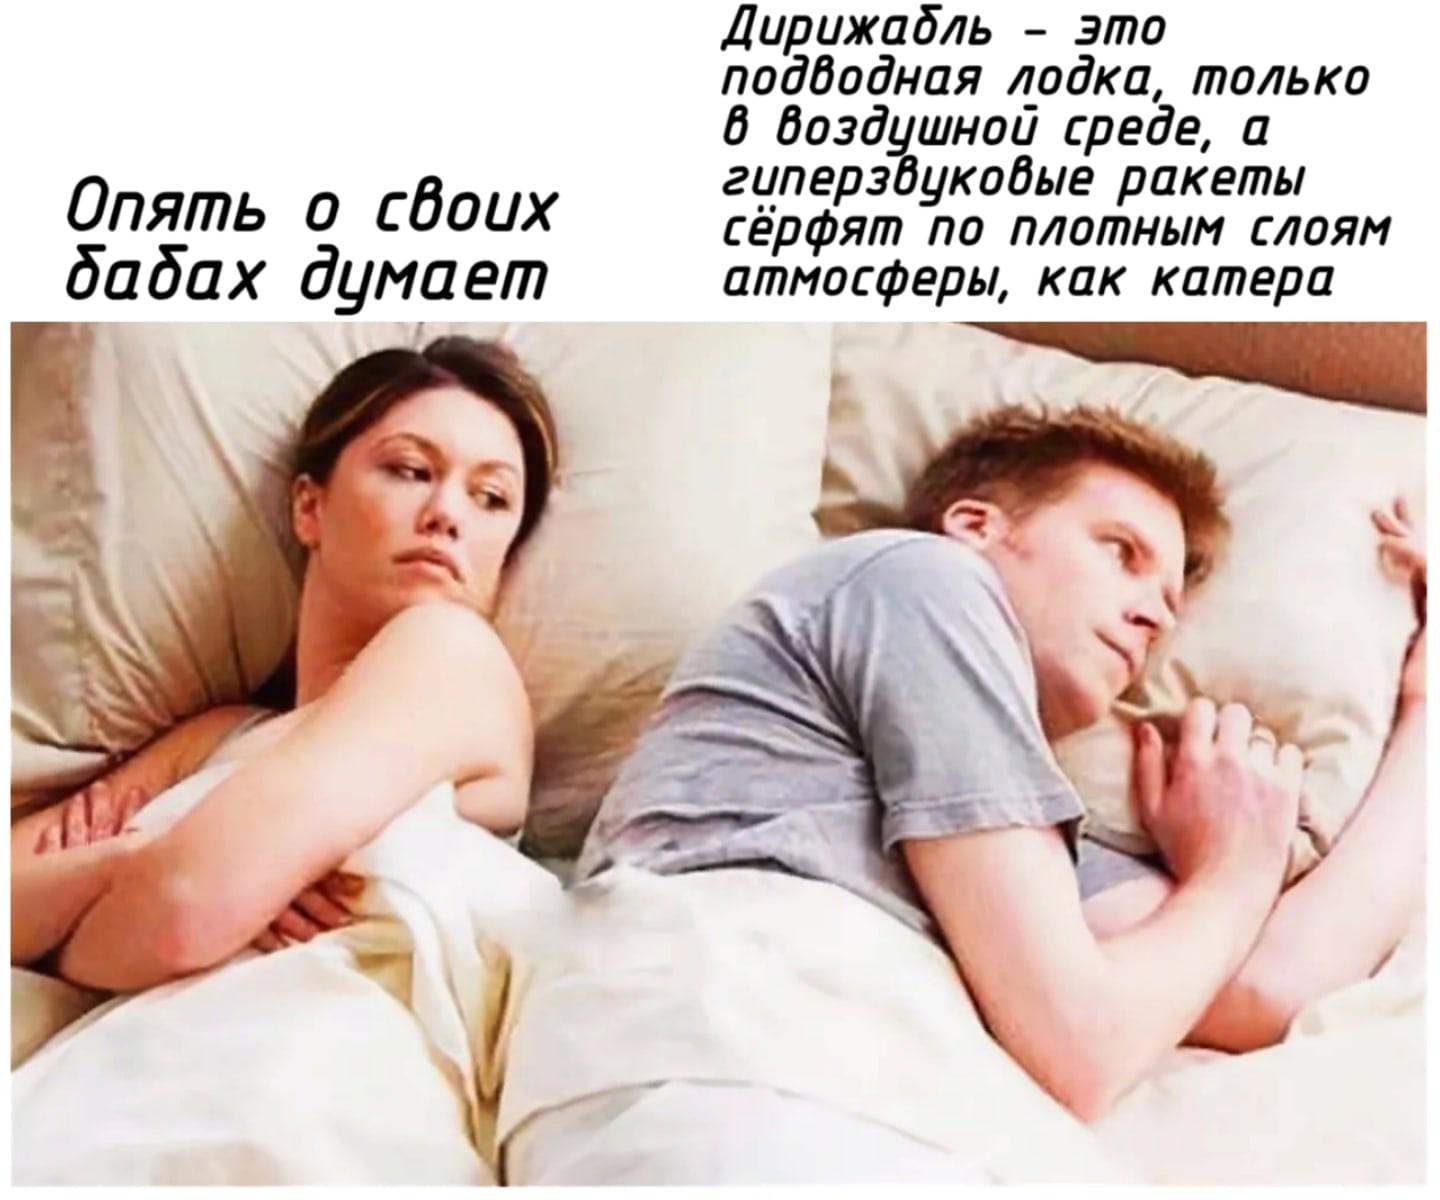 Опять о своих
бабах думает
Дирижабль - это
подводная лодка, только
в воздушной среде, а
гиперзвуковые ракеты
сёрфят по плотным слоям
атмосферы, как катера